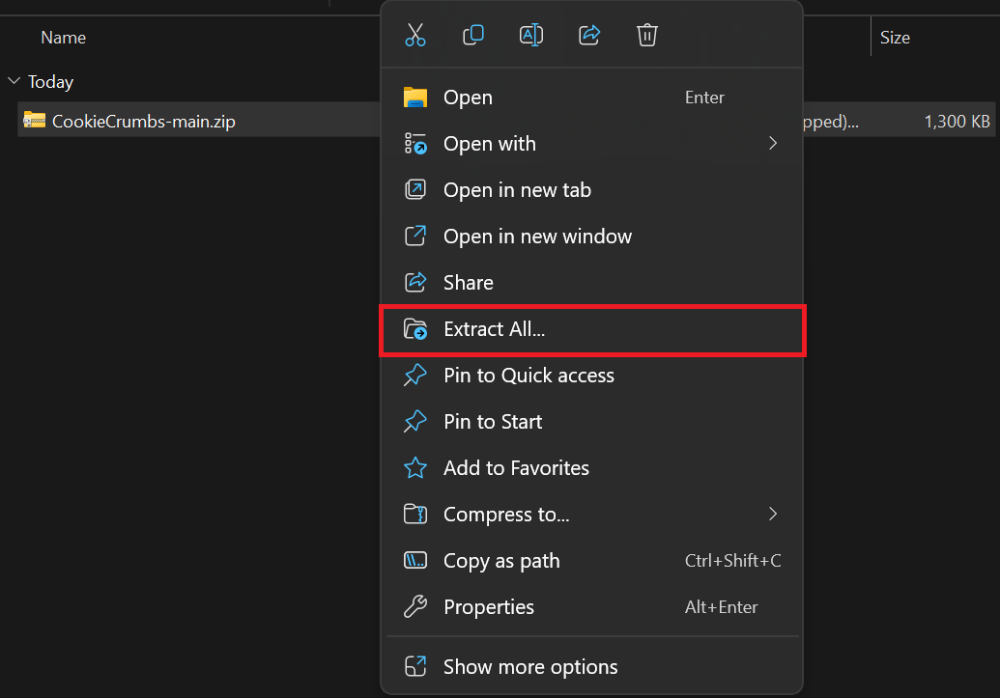 Name Size
Today
CookieCrumbs-main.zip pped)... 1,300 KB
Open Enter
Open with
Open in new tab
Open in new window
Share
Extract All...
Pin to Quick access
Pin to Start
Add to Favorites
Compress to...
Copy as path Ctrl+Shift+C
Properties Alt+Enter
Show more options